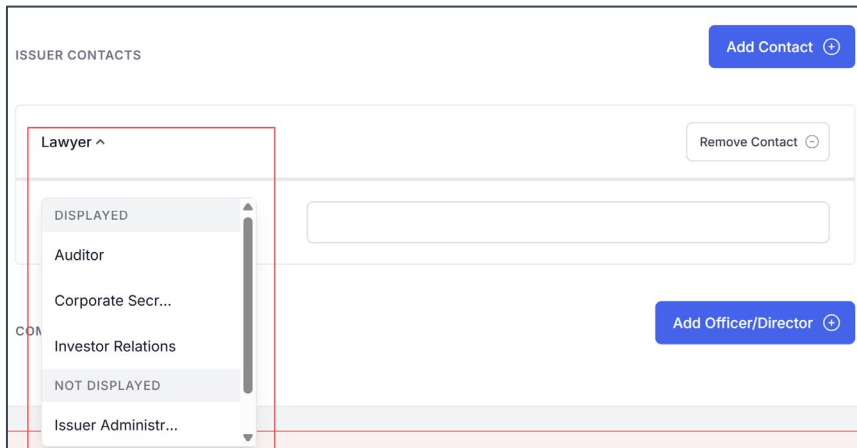 ISSUER CONTACTS
Add Contact
Lawyer
Remove Contact
DISPLAYED
Auditor
Corporate Secr...
Investor Relations
NOT DISPLAYED
Issuer Administr...
Add Officer/Director